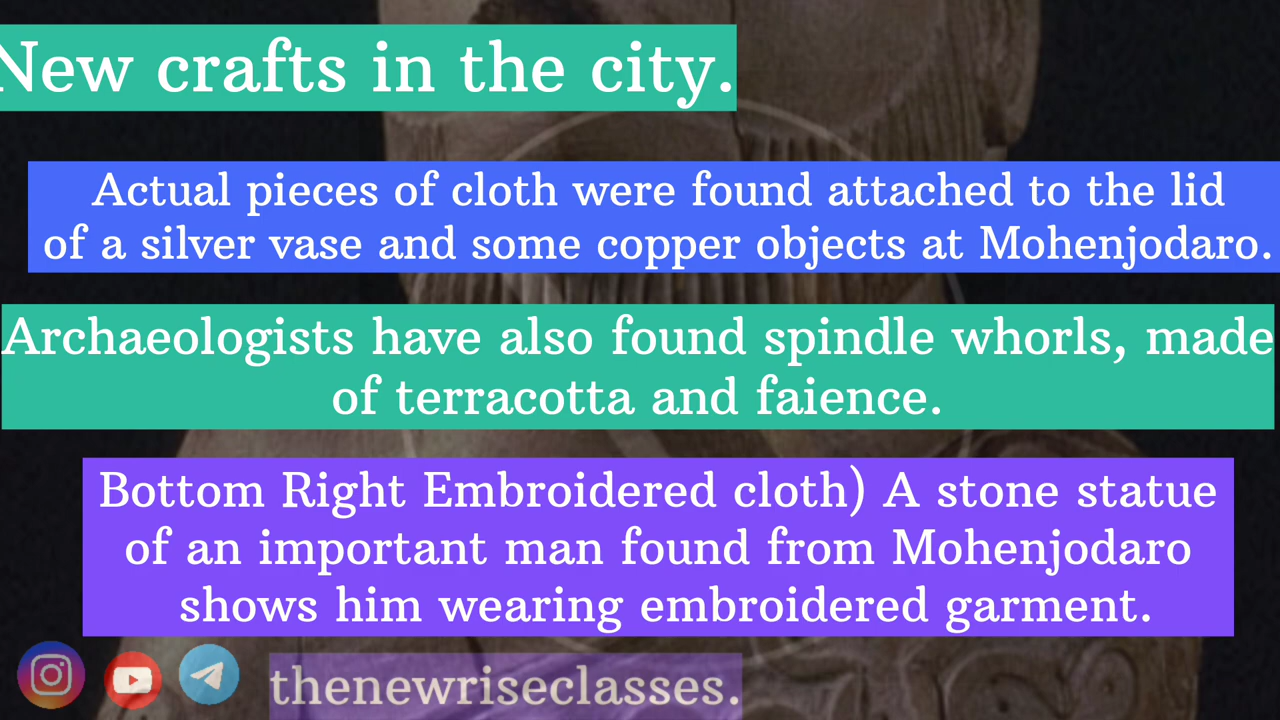 New crafts in the city.
Actual pieces of cloth were found attached to the lid
of a silver vase and some copper objects at Mohenjodaro.
Archaeologists have also found spindle whorls, made
of terracotta and faience.
Bottom Right Embroidered cloth) A stone statue
of an important man found from Mohenjodaro
shows him wearing embroidered garment.
thenewriseclasses.